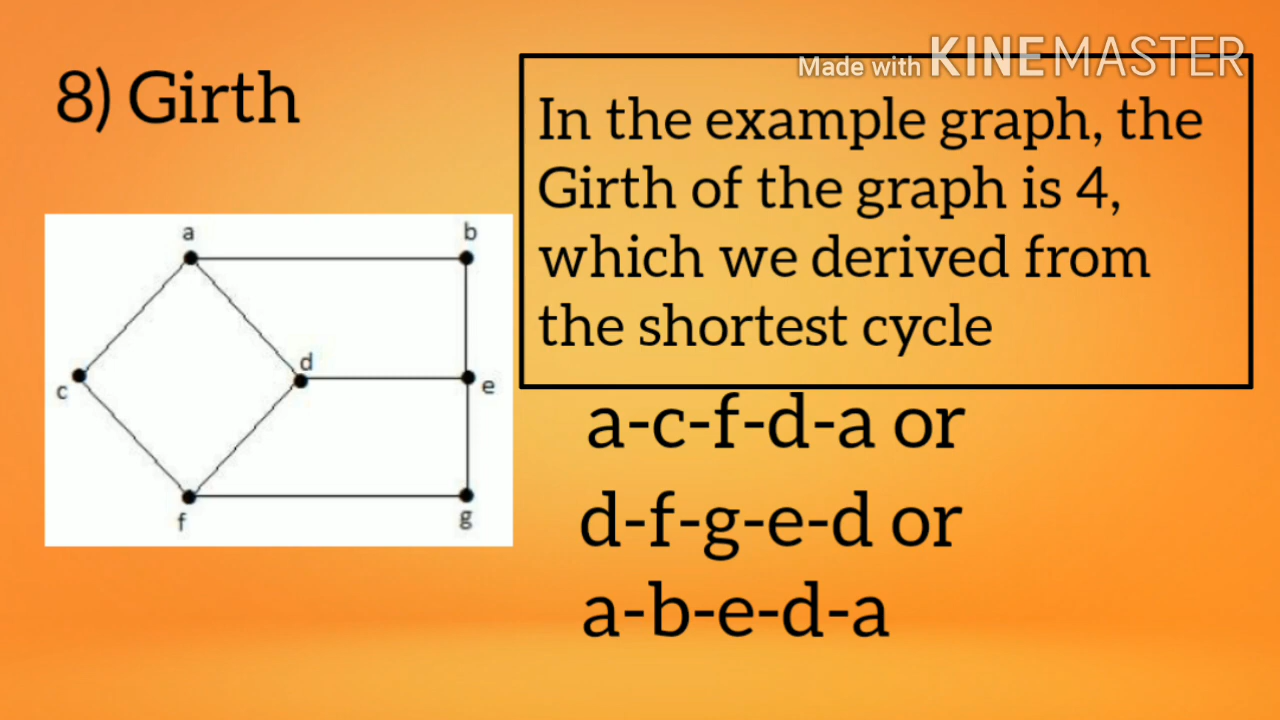 Made with KINEMASTER
8) Girth
In the example graph, the
Girth of the graph is 4,
which we derived from
the shortest cycle
a-c-f-d-a or
d-f-g-e-d or
a-b-e-d-a
a
b
c
d
e
f
g